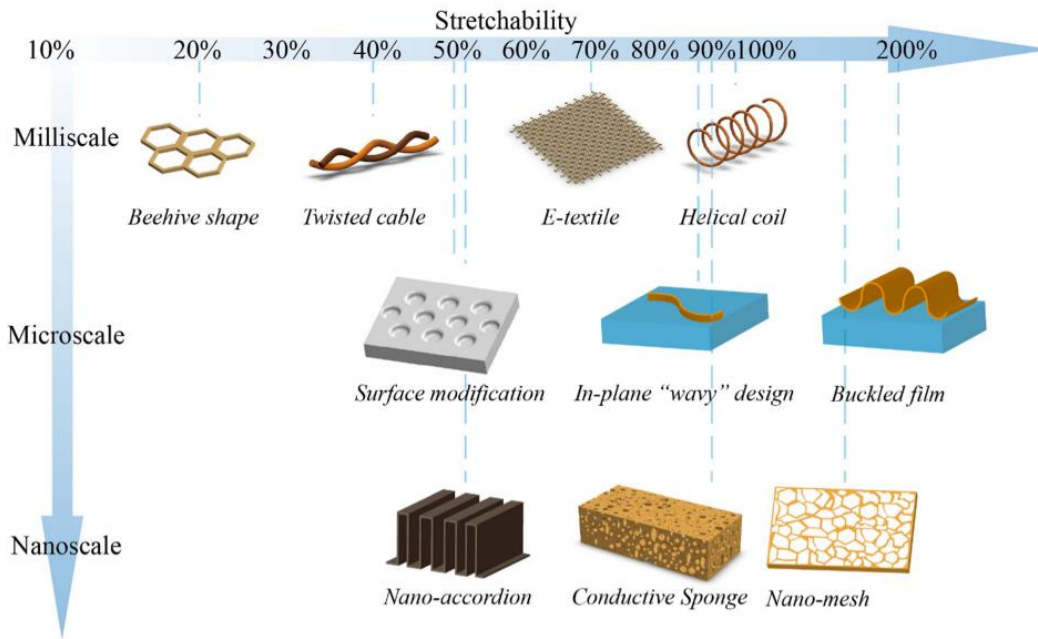 Stretchability
10% 20% 30% 40% 50% 60% 70% 80% 90% 100% 200%
Milliscale
Beehive shape Twisted cable E-textile Helical coil
Microscale
Surface modification In-plane “wavy” design Buckled film
Nanoscale
Nano-accordion Conductive Sponge Nano-mesh